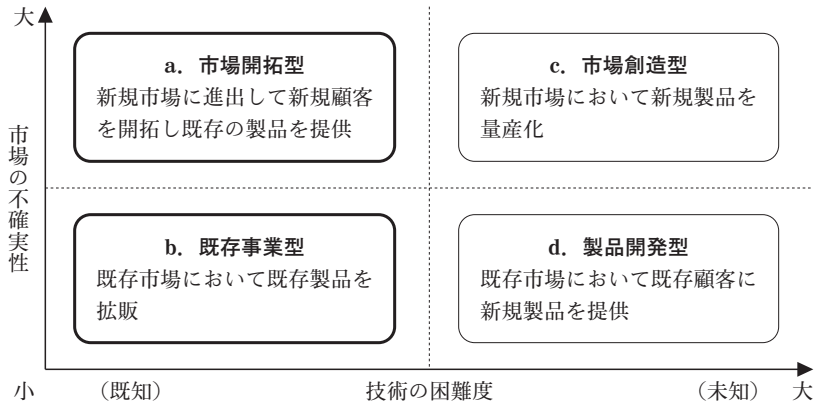 大
a. 市場開拓型
新規市場に進出して新規顧客
を開拓し既存の製品を提供
c. 市場創造型
新規市場において新規製品を
量産化
市場の不確実性
b. 既存事業型
既存市場において既存製品を
拡販
d. 製品開発型
既存市場において既存顧客に
新規製品を提供
小 （既知） 技術の困難度 （未知） 大